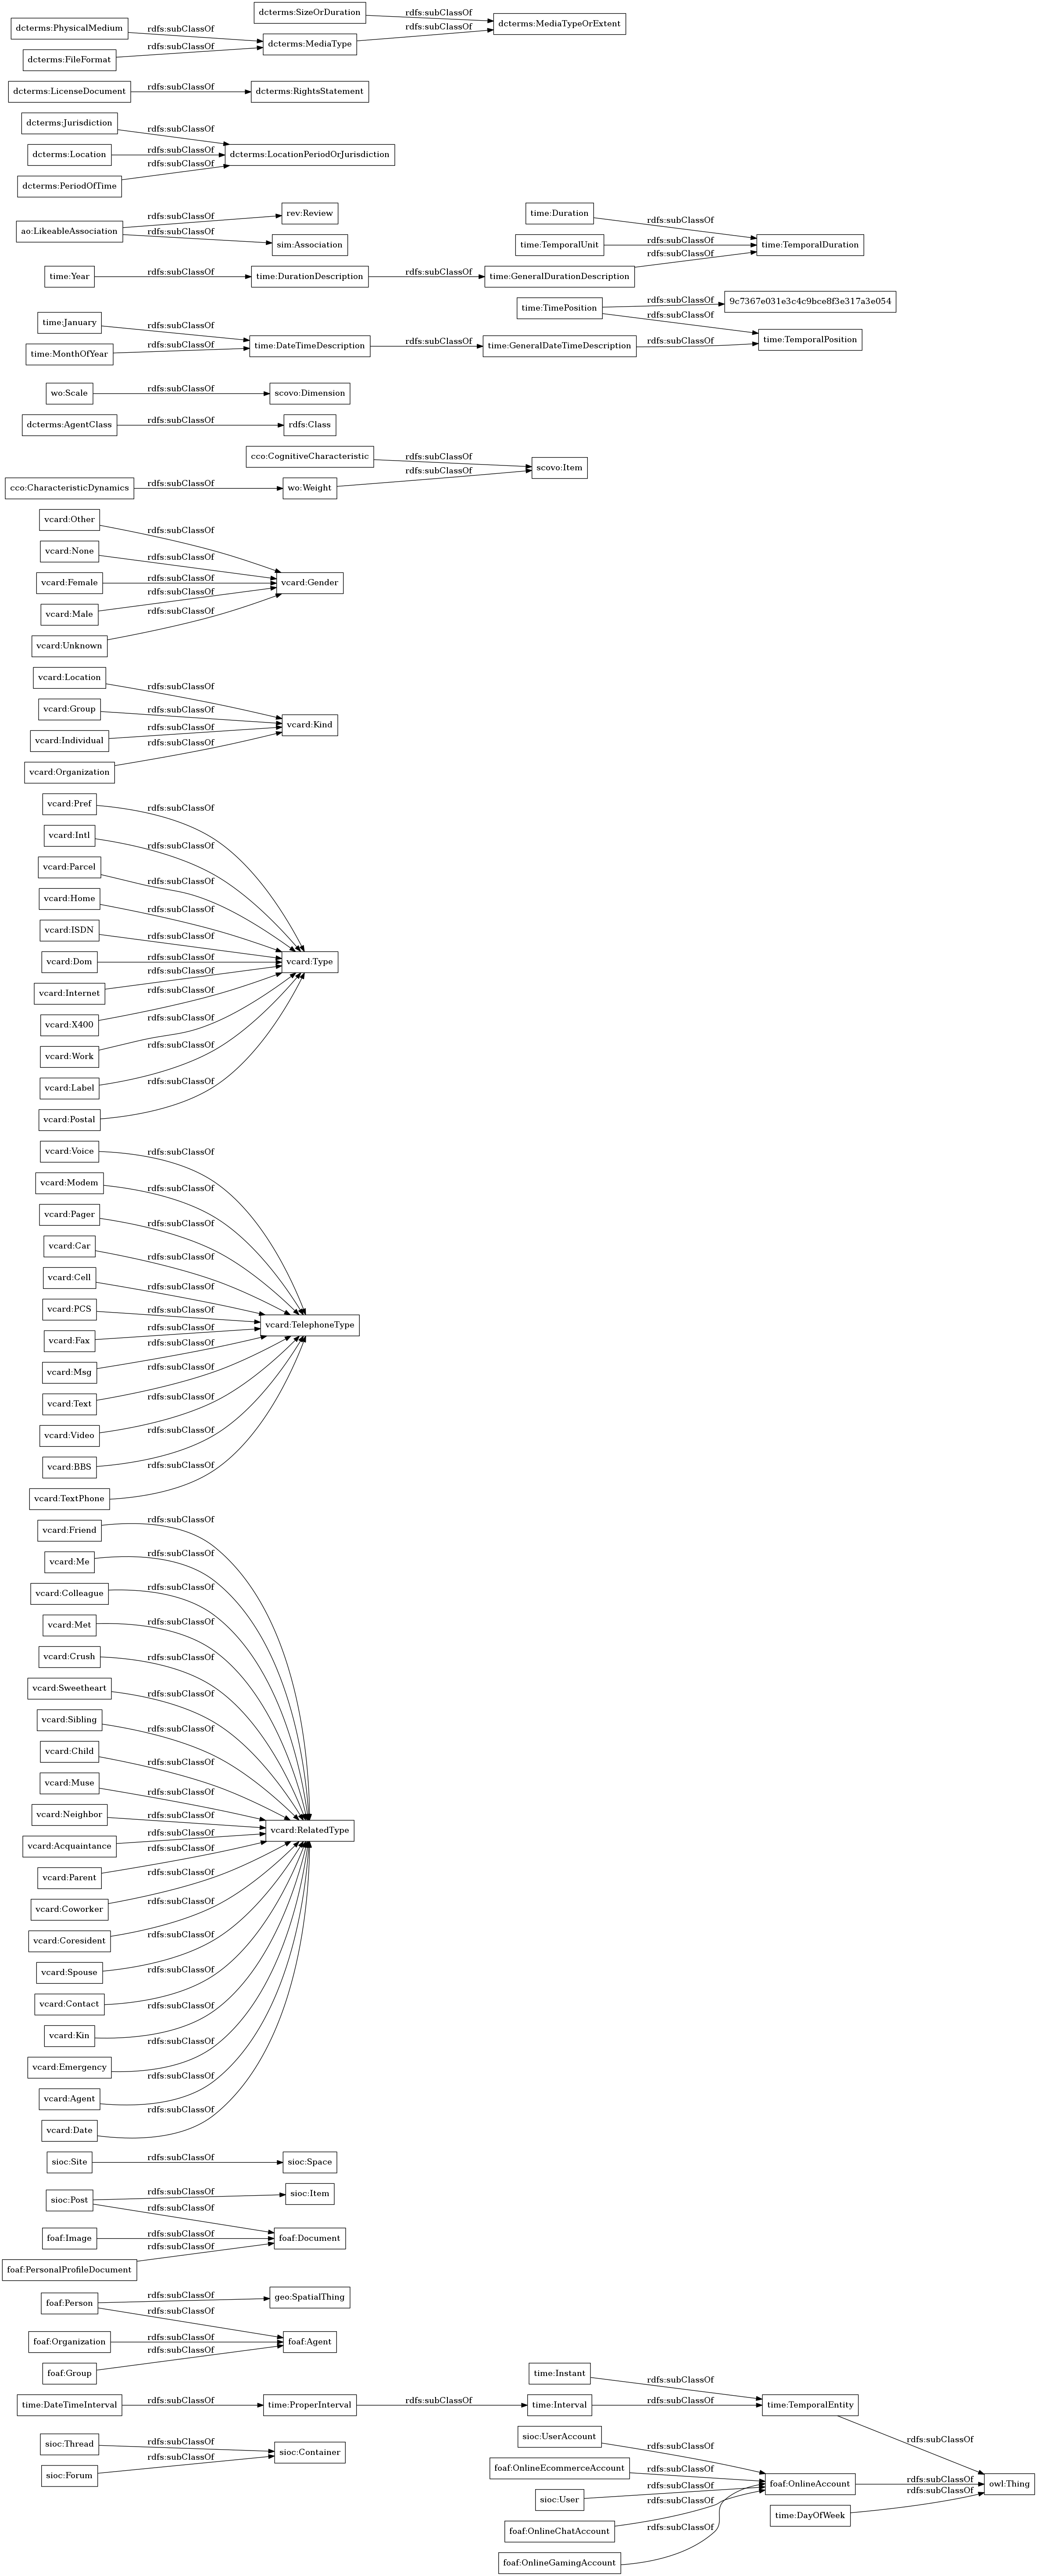 dcterms:SizeOrDuration
rdfs:subClassOf
dcterms:MediaTypeOrExtent
dcterms:PhysicalMedium
rdfs:subClassOf
rdfs:subClassOf
dcterms:MediaType
rdfs:subClassOf
dcterms:FileFormat
dcterms:LicenseDocument
rdfs:subClassOf
dcterms:RightsStatement
dcterms:Jurisdiction
rdfs:subClassOf
dcterms:Location
rdfs:subClassOf
dcterms:LocationPeriodOrJurisdiction
rdfs:subClassOf
dcterms:PeriodOfTime
ao:LikeableAssociation
rdfs:subClassOf
rev:Review
rdfs:subClassOf
sim:Association
time:Duration
rdfs:subClassOf
time:TemporalUnit
rdfs:subClassOf
time:TemporalDuration
rdfs:subClassOf
time:Year
rdfs:subClassOf
time:DurationDescription
rdfs:subClassOf
time:GeneralDurationDescription
time:TimePosition
rdfs:subClassOf
9c7367e031e3c4c9bce8f3e317a3e054
rdfs:subClassOf
time:January
rdfs:subClassOf
time:MonthOfYear
rdfs:subClassOf
time:DateTimeDescription
rdfs:subClassOf
time:GeneralDateTimeDescription
rdfs:subClassOf
time:TemporalPosition
wo:Scale
rdfs:subClassOf
scovo:Dimension
dcterms:AgentClass
rdfs:subClassOf
rdfs:Class
cco:CognitiveCharacteristic
rdfs:subClassOf
scovo:Item
rdfs:subClassOf
cco:CharacteristicDynamics
rdfs:subClassOf
wo:Weight
vcard:Other
rdfs:subClassOf
vcard:None
rdfs:subClassOf
vcard:Female
rdfs:subClassOf
vcard:Gender
rdfs:subClassOf
vcard:Male
rdfs:subClassOf
vcard:Unknown
vcard:Location
rdfs:subClassOf
vcard:Group
rdfs:subClassOf
vcard:Kind
rdfs:subClassOf
vcard:Individual
rdfs:subClassOf
vcard:Organization
vcard:Pref
rdfs:subClassOf
vcard:Intl
rdfs:subClassOf
vcard:Parcel
rdfs:subClassOf
vcard:Home
rdfs:subClassOf
vcard:ISDN
rdfs:subClassOf
vcard:Dom
rdfs:subClassOf
vcard:Type
rdfs:subClassOf
vcard:Internet
rdfs:subClassOf
vcard:X400
rdfs:subClassOf
vcard:Work
rdfs:subClassOf
vcard:Label
rdfs:subClassOf
vcard:Postal
vcard:Voice
rdfs:subClassOf
vcard:Modem
rdfs:subClassOf
vcard:Pager
rdfs:subClassOf
vcard:Car
rdfs:subClassOf
vcard:Cell
rdfs:subClassOf
vcard:PCS
rdfs:subClassOf
vcard:TelephoneType
rdfs:subClassOf
vcard:Fax
rdfs:subClassOf
vcard:Msg
rdfs:subClassOf
vcard:Text
rdfs:subClassOf
vcard:Video
rdfs:subClassOf
vcard:BBS
rdfs:subClassOf
vcard:TextPhone
vcard:Friend
rdfs:subClassOf
vcard:Me
rdfs:subClassOf
vcard:Colleague
rdfs:subClassOf
vcard:Met
rdfs:subClassOf
vcard:Crush
rdfs:subClassOf
vcard:Sweetheart
rdfs:subClassOf
vcard:Sibling
rdfs:subClassOf
vcard:Child
rdfs:subClassOf
vcard:Muse
rdfs:subClassOf
vcard:Neighbor
rdfs:subClassOf
vcard:RelatedType
rdfs:subClassOf
vcard:Acquaintance
rdfs:subClassOf
vcard:Parent
rdfs:subClassOf
vcard:Coworker
rdfs:subClassOf
vcard:Coresident
rdfs:subClassOf
vcard:Spouse
rdfs:subClassOf
vcard:Contact
rdfs:subClassOf
vcard:Kin
rdfs:subClassOf
vcard:Emergency
rdfs:subClassOf
vcard:Agent
rdfs:subClassOf
vcard:Date
sioc:Site
rdfs:subClassOf
sioc:Space
sioc:Post
rdfs:subClassOf
sioc:Item
rdfs:subClassOf
foaf:Image
rdfs:subClassOf
foaf:Document
rdfs:subClassOf
foaf:PersonalProfileDocument
foaf:Person
rdfs:subClassOf
geo:SpatialThing
rdfs:subClassOf
foaf:Organization
rdfs:subClassOf
foaf:Agent
rdfs:subClassOf
foaf:Group
time:Instant
rdfs:subClassOf
time:DateTimeInterval
rdfs:subClassOf
time:ProperInterval
rdfs:subClassOf
time:Interval
rdfs:subClassOf
time:TemporalEntity
sioc:Thread
rdfs:subClassOf
sioc:Container
rdfs:subClassOf
sioc:Forum
sioc:UserAccount
rdfs:subClassOf
rdfs:subClassOf
foaf:OnlineEcommerceAccount
rdfs:subClassOf
foaf:OnlineAccount
rdfs:subClassOf
owl:Thing
sioc:User
rdfs:subClassOf
rdfs:subClassOf
time:DayOfWeek
rdfs:subClassOf
foaf:OnlineChatAccount
rdfs:subClassOf
foaf:OnlineGamingAccount